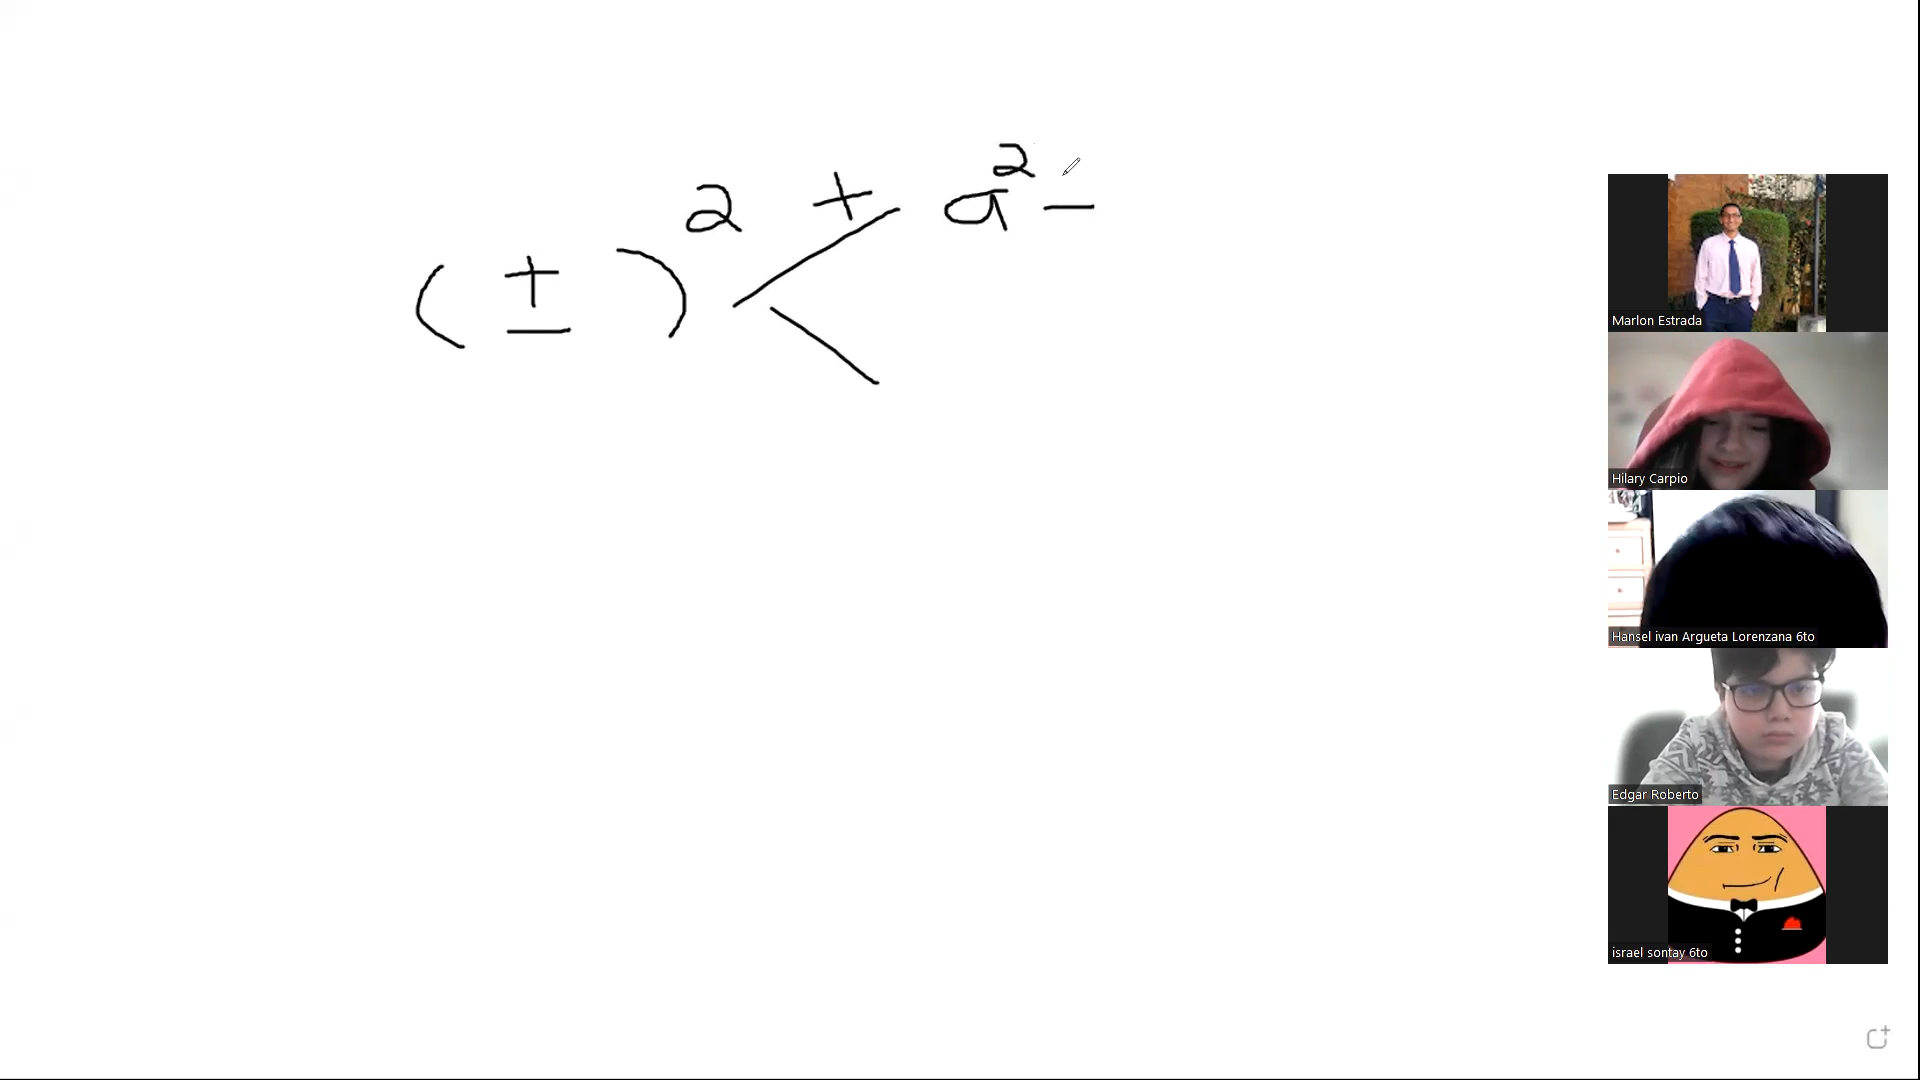 ( ± )² + a² −
Marlon Estrada
Hilary Carpio
Hansel ivan Argueta Lorenzana 6to
Edgar Roberto
israel sontay 6to